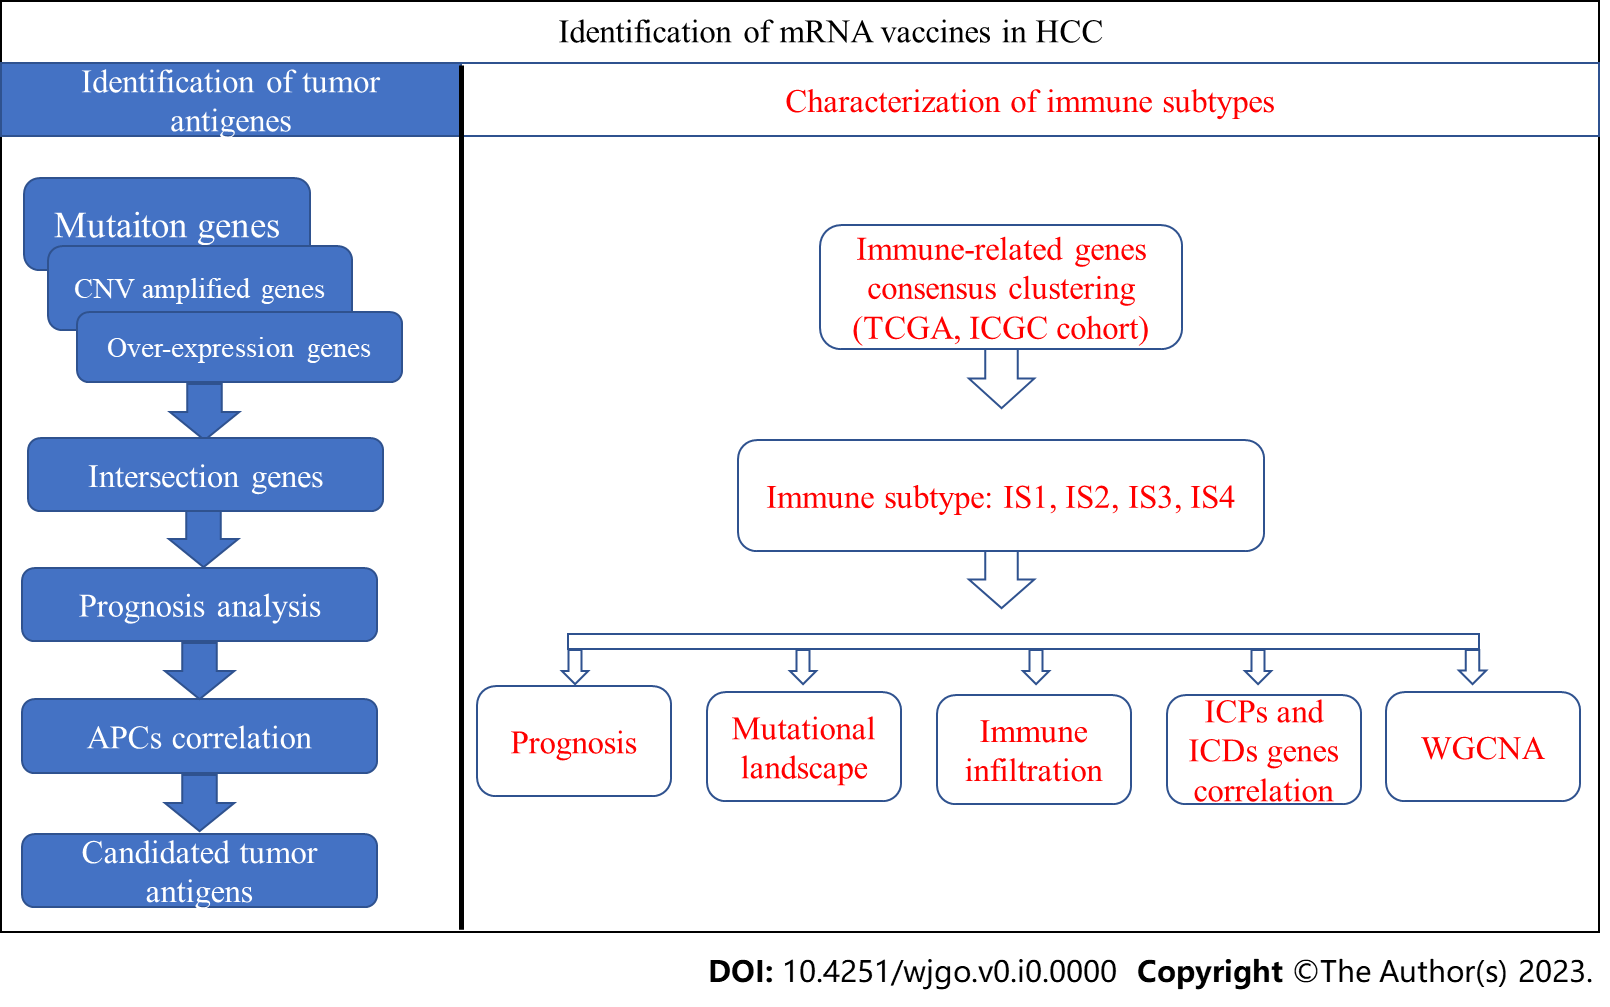 Identification of mRNA vaccines in HCC
Identification of tumor
antigenes
Mutaiton genes
CNV amplified genes
Over-expression genes
Intersection genes
Prognosis analysis
APCs correlation
Candidated tumor
antigens
Characterization of immune subtypes
Immune-related genes
consensus clustering
(TCGA, ICGC cohort)
Immune subtype: IS1, IS2, IS3, IS4
Prognosis
Mutational
landscape
Immune
infiltration
ICPs and
ICDs genes
correlation
WGCNA
DOI: 10.4251/wjgo.v0.i0.0000 Copyright ©The Author(s) 2023.